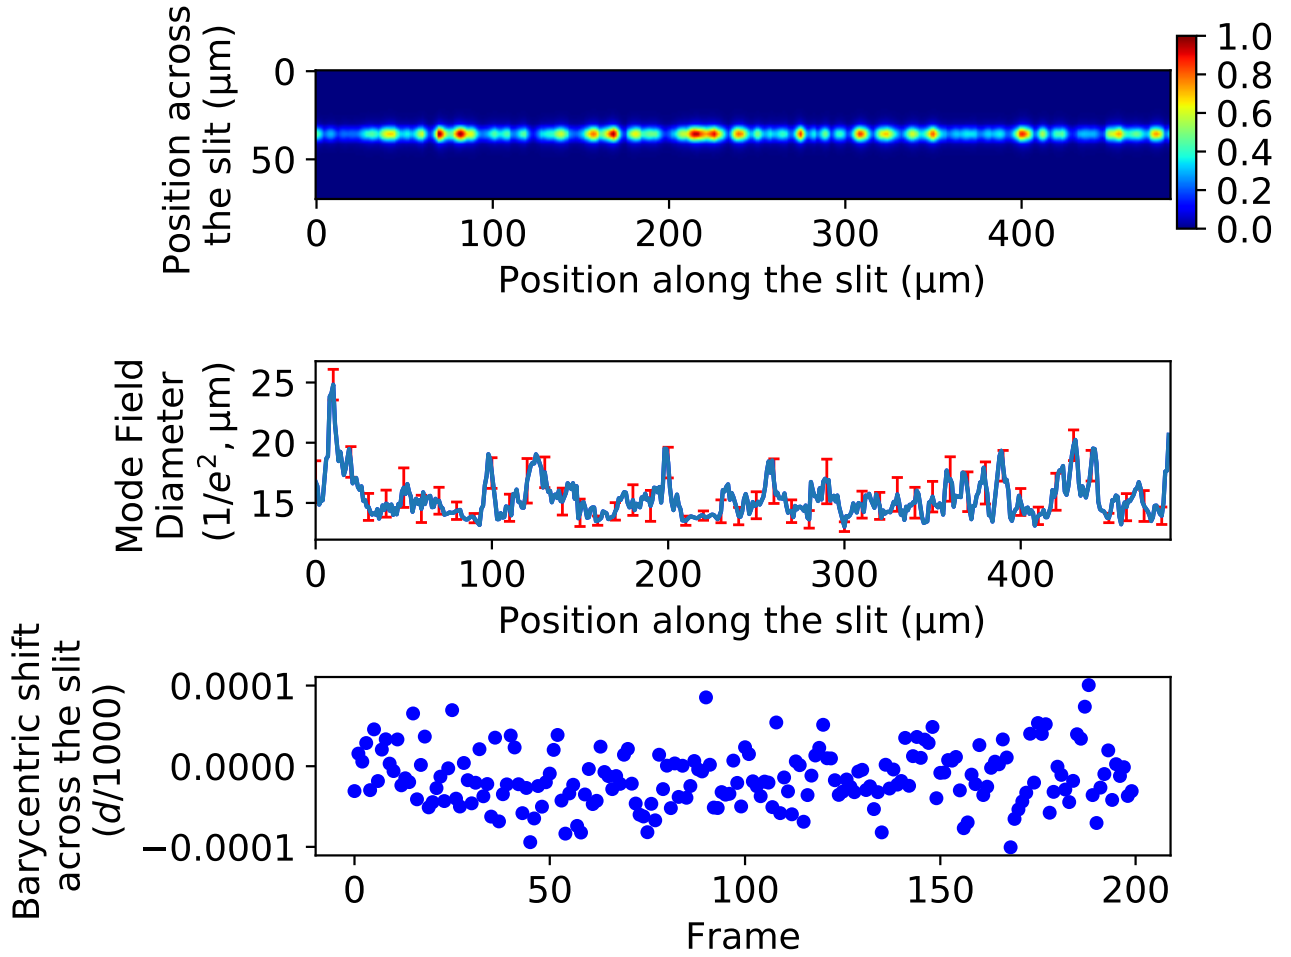 Position across
the slit (μm)
0
50
0 100 200 300 400
Position along the slit (μm)
1.0
0.8
0.6
0.4
0.2
0.0
Mode Field
Diameter
(1/e², μm)
25
20
15
0 100 200 300 400
Position along the slit (μm)
Barycentric shift
across the slit
(d/1000)
0.0001
0.0000
−0.0001
0 50 100 150 200
Frame